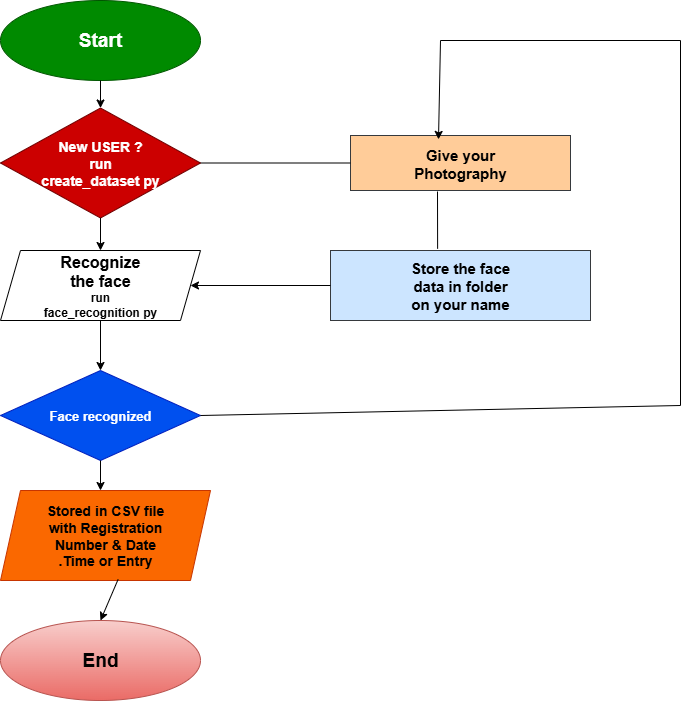 Start
New USER ?
run
create_dataset py
Give your
Photography
Recognize
the face
run
face_recognition py
Store the face
data in folder
on your name
Face recognized
Stored in CSV file
with Registration
Number & Date
.Time or Entry
End